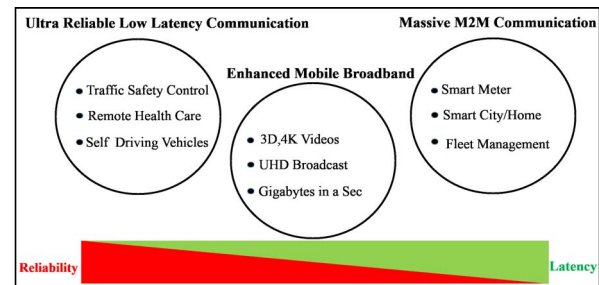 Ultra Reliable Low Latency Communication
Traffic Safety Control
Remote Health Care
Self Driving Vehicles
Enhanced Mobile Broadband
3D,4K Videos
UHD Broadcast
Gigabytes in a Sec
Massive M2M Communication
Smart Meter
Smart City/Home
Fleet Management
Reliability
Latency